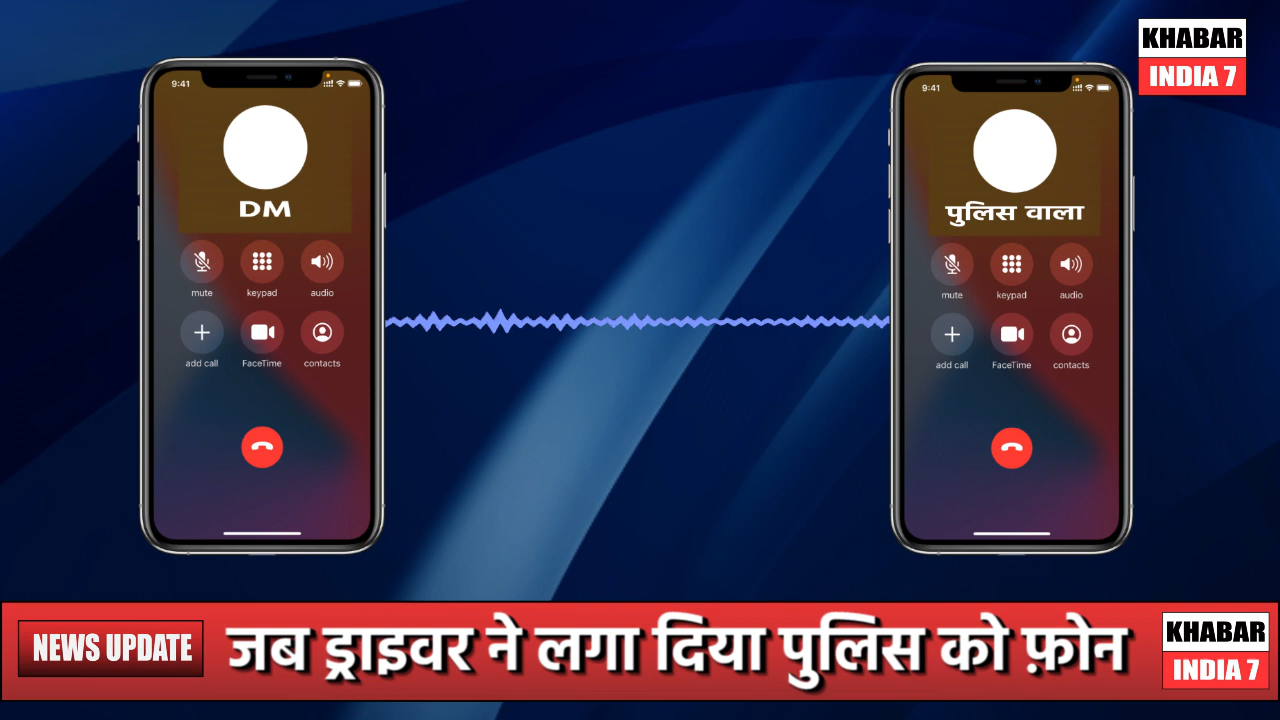 KHABAR
INDIA 7
9:41
DM
mute keypad audio
add call FaceTime contacts
9:41
पुलिस वाला
mute keypad audio
add call FaceTime contacts
NEWS UPDATE
जब ड्राइवर ने लगा दिया पुलिस को फ़ोन
KHABAR
INDIA 7